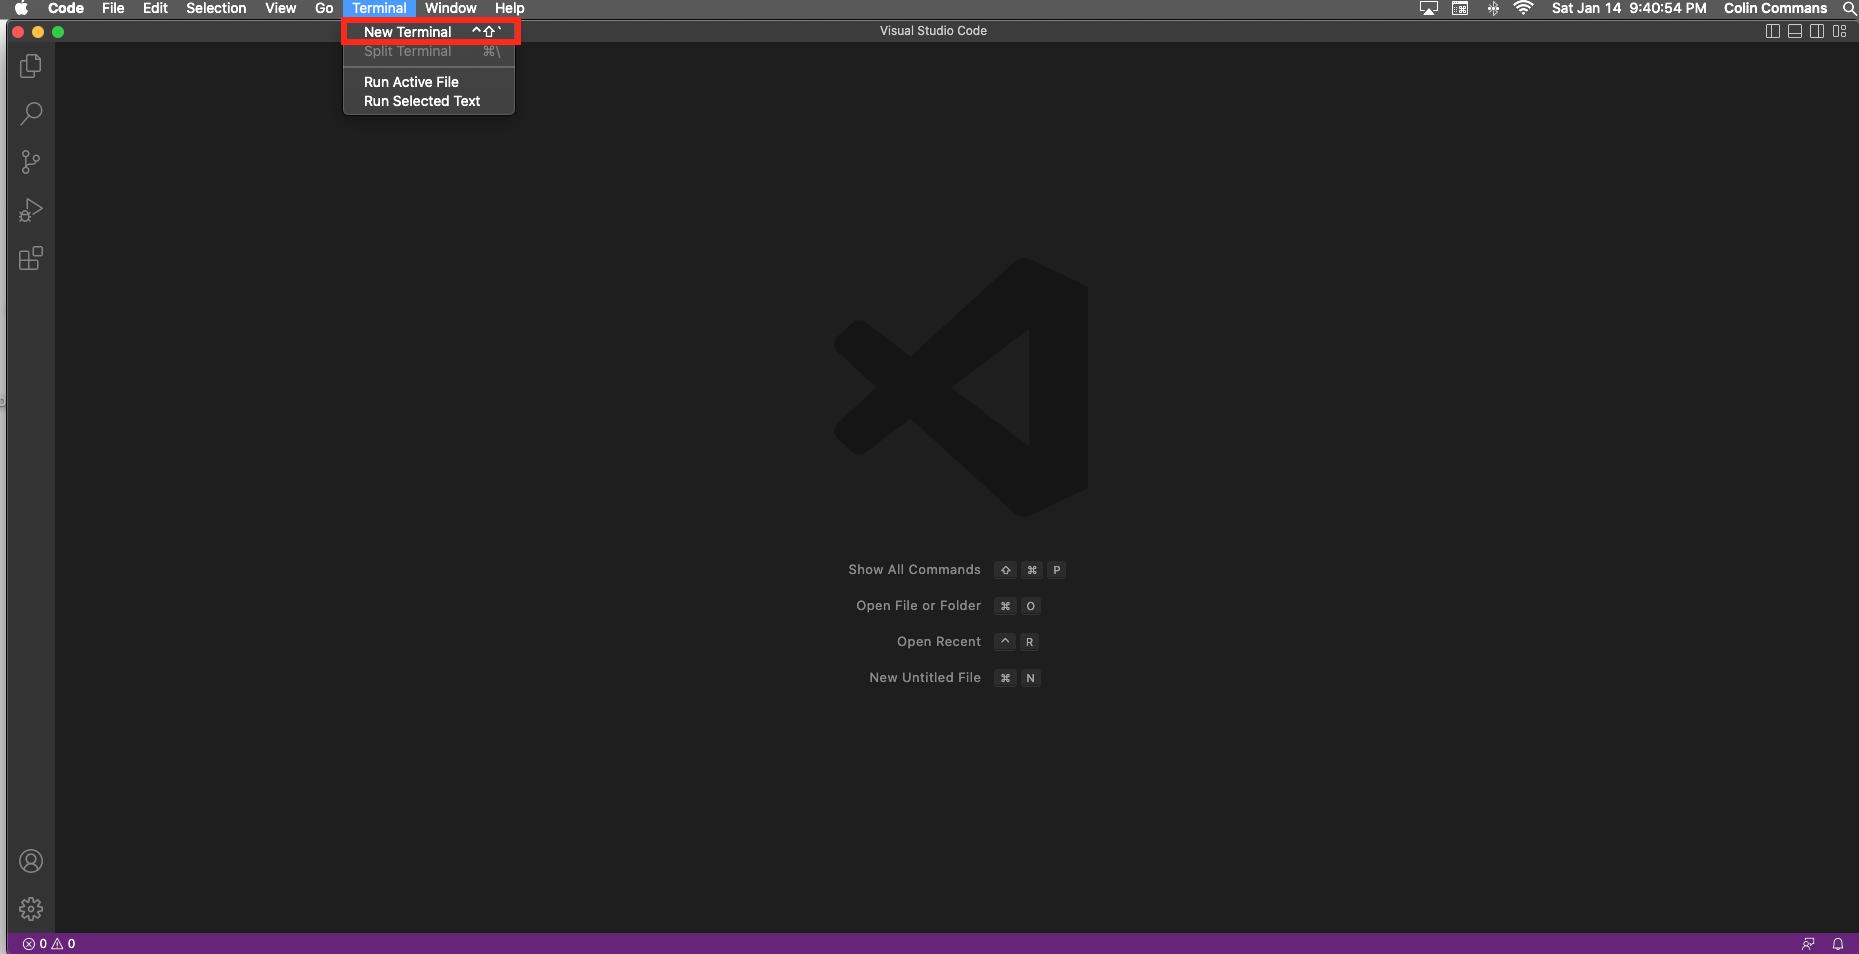 Code File Edit Selection View Go Terminal Window Help Sat Jan 14 9:40:54 PM Colin Commans
New Terminal ^⇧`
Visual Studio Code
Split Terminal ⌘\
Run Active File
Run Selected Text
Show All Commands ⇧ ⌘ P
Open File or Folder ⌘ O
Open Recent ^ R
New Untitled File ⌘ N
0 0